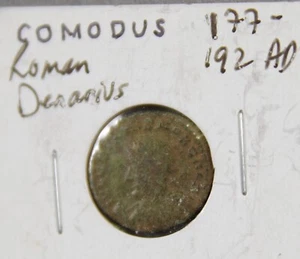 COMODUS 177-
Roman 192 AD
Denarius